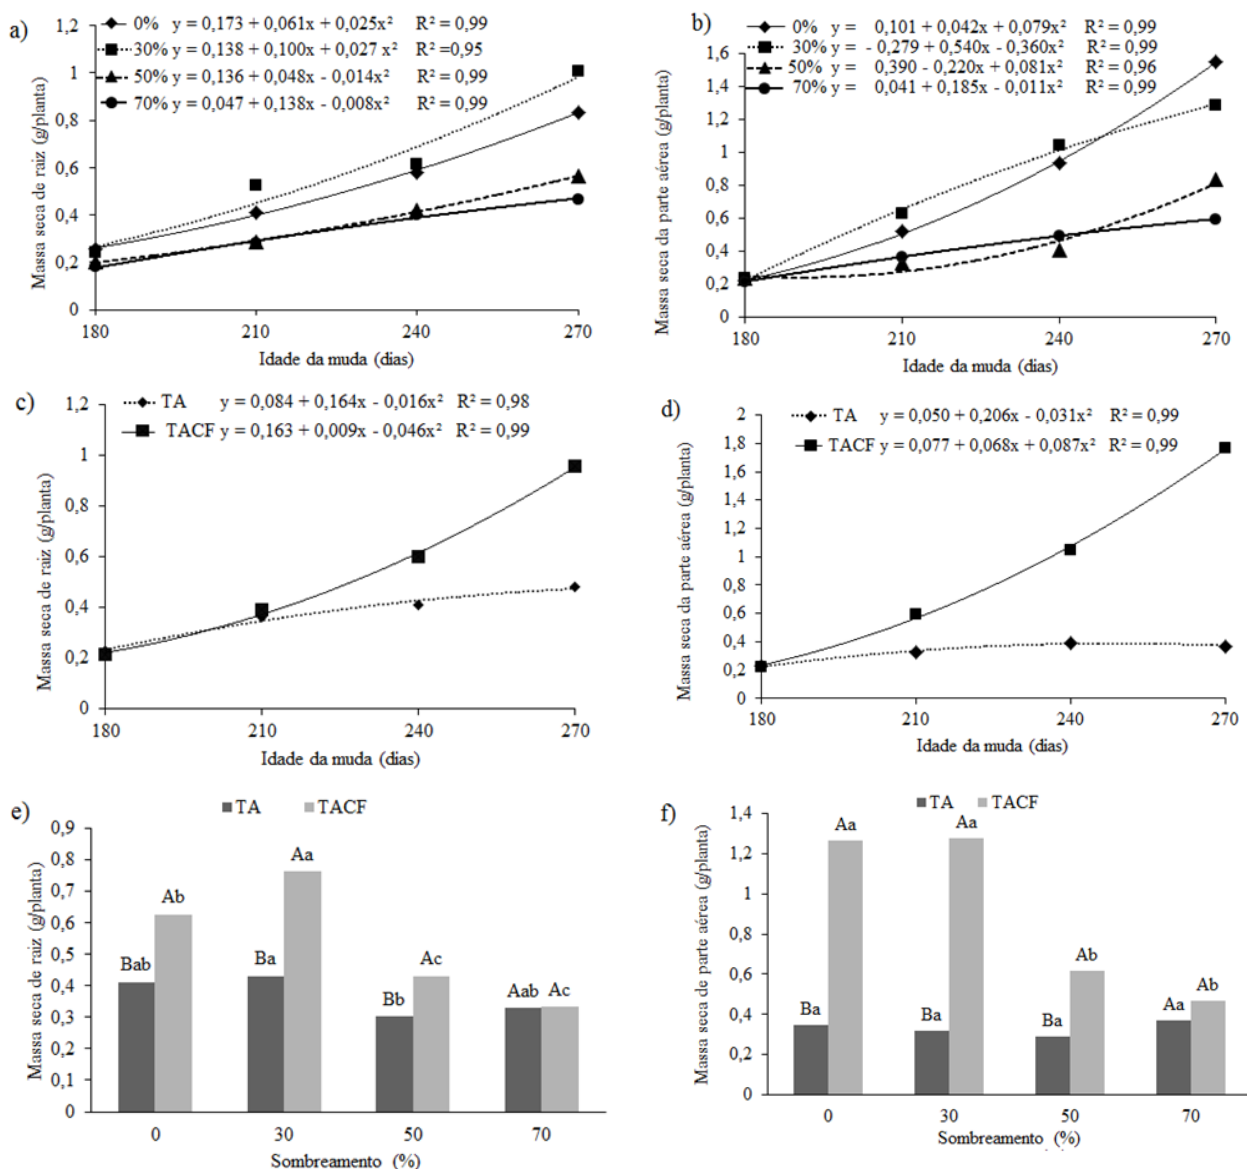 a)
0% y = 0,173 + 0,061x + 0,025x² R² = 0,99
30% y = 0,138 + 0,100x + 0,027 x² R² =0,95
50% y = 0,136 + 0,048x - 0,014x² R² = 0,99
70% y = 0,047 + 0,138x - 0,008x² R² = 0,99
Massa seca de raiz (g/planta)
1,2
1
0,8
0,6
0,4
0,2
0
180 210 240 270
Idade da muda (dias)
b)
0% y = 0,101 + 0,042x + 0,079x² R² = 0,99
30% y = - 0,279 + 0,540x - 0,360x² R² = 0,99
50% y = 0,390 - 0,220x + 0,081x² R² = 0,96
70% y = 0,041 + 0,185x - 0,011x² R² = 0,99
Massa seca da parte aérea (g/planta)
1,6
1,4
1,2
1
0,8
0,6
0,4
0,2
0
180 210 240 270
Idade da muda (dias)
c)
TA y = 0,084 + 0,164x - 0,016x² R² = 0,98
TACF y = 0,163 + 0,009x - 0,046x² R² = 0,99
Massa seca de raiz (g/planta)
1,2
1
0,8
0,6
0,4
0,2
0
180 210 240 270
Idade da muda (dias)
d)
TA y = 0,050 + 0,206x - 0,031x² R² = 0,99
TACF y = 0,077 + 0,068x + 0,087x² R² = 0,99
Massa seca da parte aérea (g/planta)
2
1,8
1,6
1,4
1,2
1
0,8
0,6
0,4
0,2
0
180 210 240 270
Idade da muda (dias)
e)
TA TACF
Massa seca de raiz (g/planta)
0,9
0,8
0,7
0,6
0,5
0,4
0,3
0,2
0,1
0
Bab Ab Ba Aa Bb Ac Aab Ac
0 30 50 70
Sombreamento (%)
f)
TA TACF
Massa seca de parte aérea (g/planta)
1,4
1,2
1
0,8
0,6
0,4
0,2
0
Ba Aa Ba Aa Ba Ab Aa Ab
0 30 50 70
Sombreamento (%)